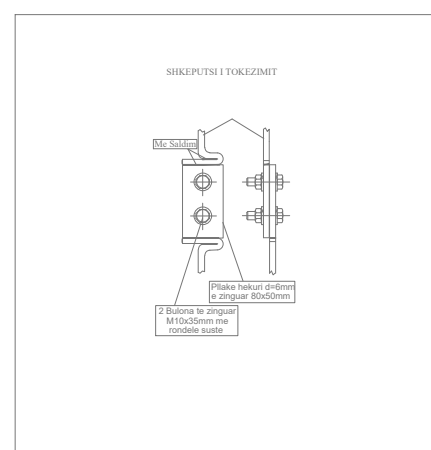 SHKEPUTSI I TOKEZIMIT
Me Saldim
Pllake hekuri d=6mm
e zinguar 80x50mm
2 Bulona te zinguar
M10x35mm me
rondele suste